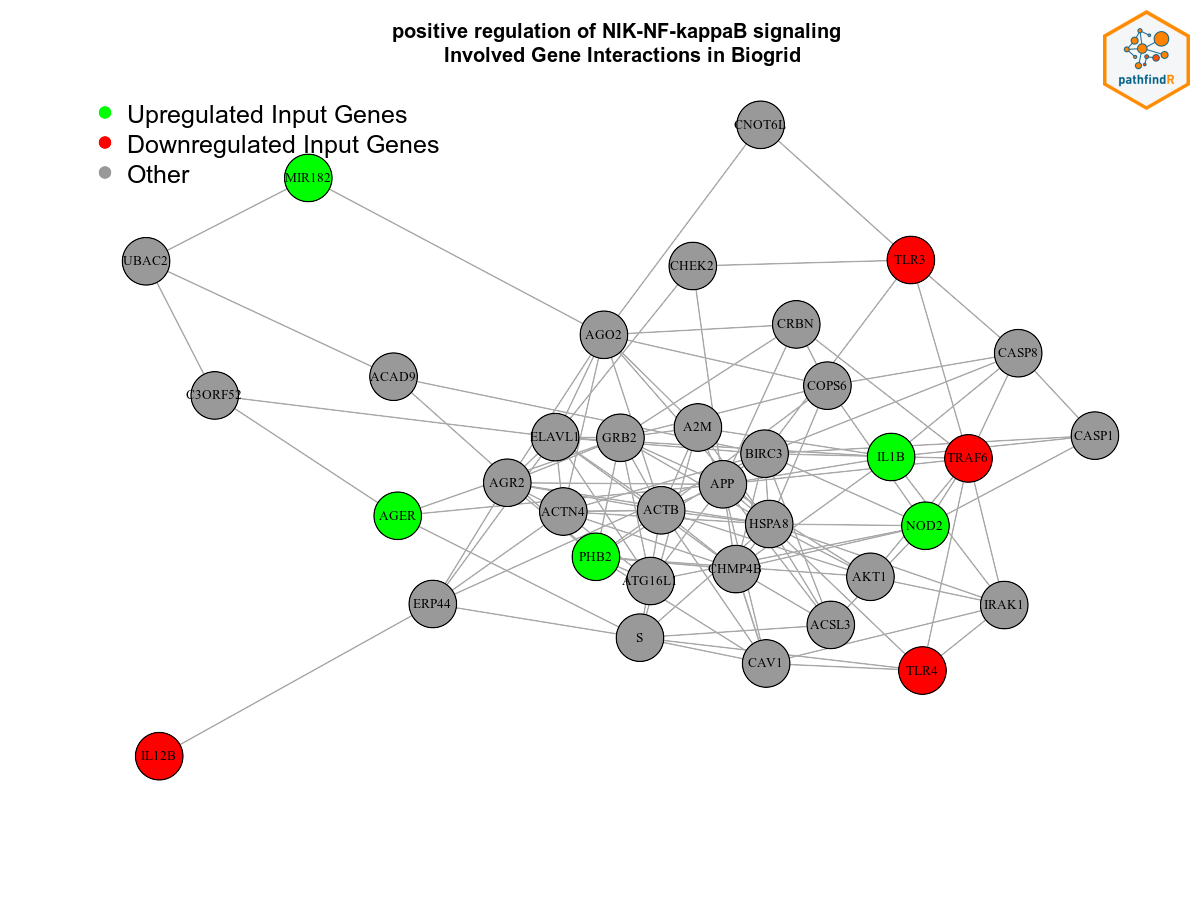 positive regulation of NIK-NF-kappaB signaling
Involved Gene Interactions in Biogrid
pathfindR
Upregulated Input Genes
Downregulated Input Genes
Other
CNOT6L
MIR182
UBAC2
TLR3
CHEK2
CRBN
AGO2
CASP8
ACAD9
COPS6
C3ORF52
A2M
CASP1
ELAVL1
GRB2
BIRC3
IL1B
TRAF6
AGR2
APP
AGER
ACTN4
ACTB
HSPA8
NOD2
PHB2
CHMP4B
ATG16L1
AKT1
ERP44
IRAK1
S
ACSL3
CAV1
TLR4
IL12B